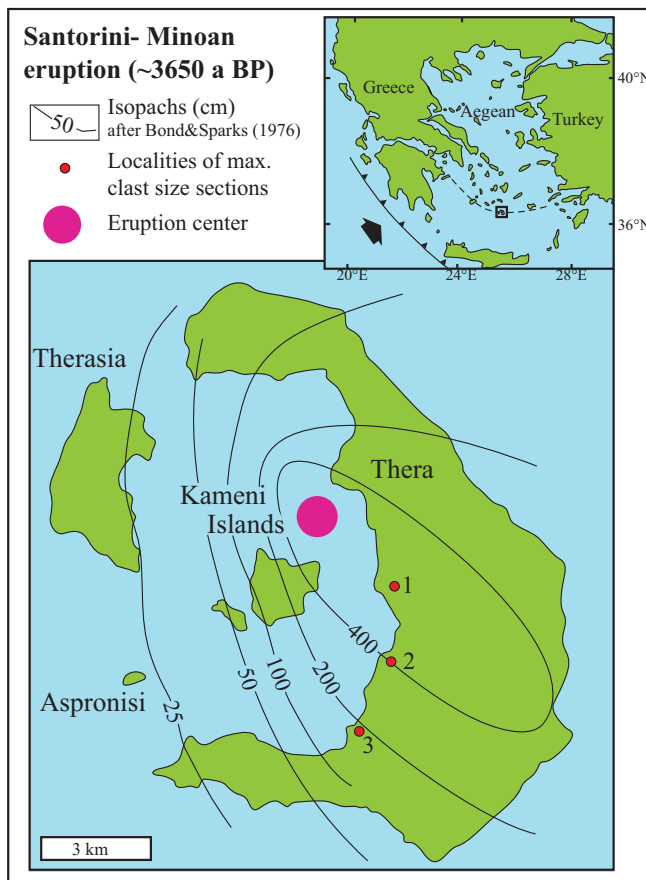 Santorini- Minoan
eruption (~3650 a BP)
50
Isopachs (cm)
after Bond&Sparks (1976)
Localities of max.
clast size sections
Eruption center
Greece
Aegean
Turkey
40°N
36°N
20°E
24°E
28°E
Therasia
Thera
Kameni
Islands
1
2
3
400
200
100
50
25
Aspronisi
3 km